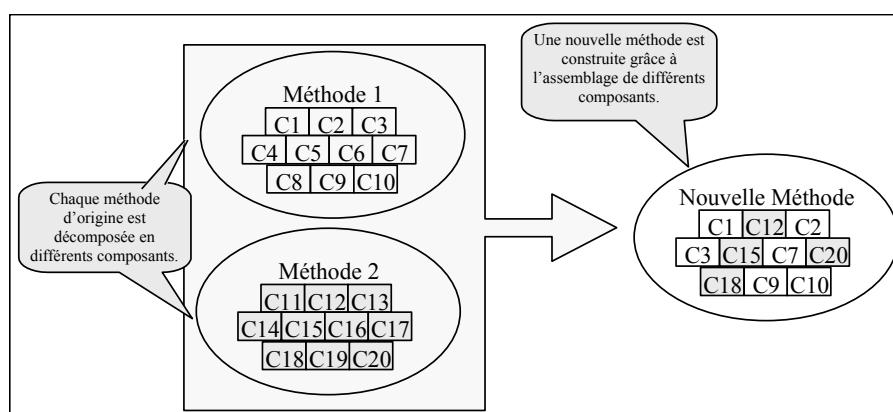 Une nouvelle méthode est
construite grâce à
l'assemblage de différents
composants.
Méthode 1
C1 C2 C3
C4 C5 C6 C7
C8 C9 C10
Chaque méthode
d'origine est
décomposée en
différents composants.
Méthode 2
C11 C12 C13
C14 C15 C16 C17
C18 C19 C20
Nouvelle Méthode
C1 C12 C2
C3 C15 C7 C20
C18 C9 C10